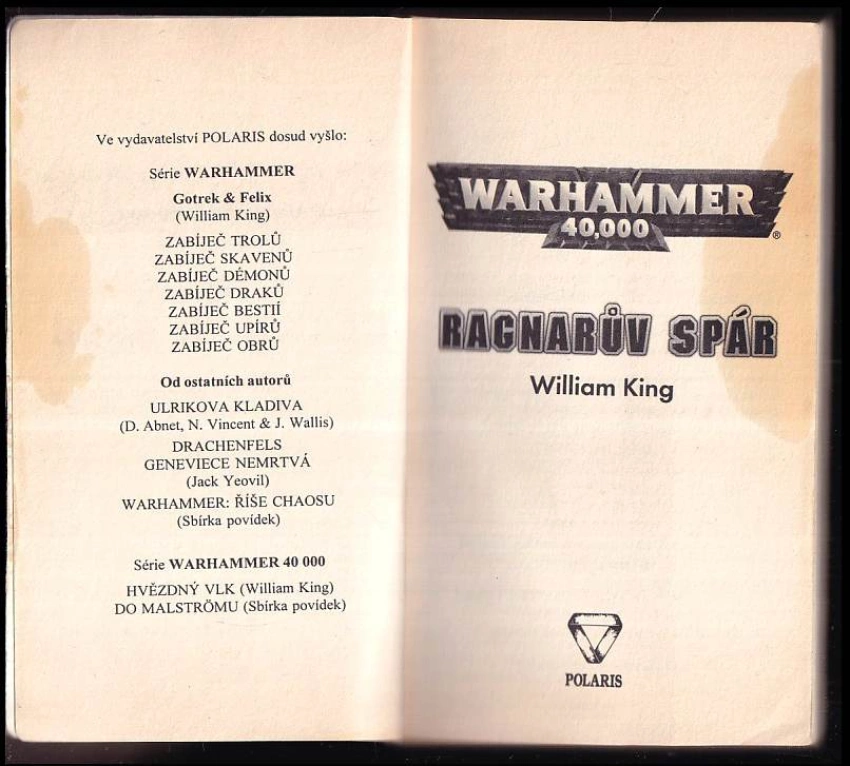 Ve vydavatelství POLARIS dosud vyšlo:
Série WARHAMMER
Gotrek & Felix
(William King)
ZABÍJEČ TROLŮ
ZABÍJEČ SKAVENŮ
ZABÍJEČ DÉMONŮ
ZABÍJEČ DRAKŮ
ZABÍJEČ BESTIÍ
ZABÍJEČ UPÍRŮ
ZABÍJEČ OBRŮ
Od ostatních autorů
ULRIKOVA KLADIVA
(D. Abnet, N. Vincent & J. Wallis)
DRACHENFELS
GENEVIECE NEMRTVÁ
(Jack Yeovil)
WARHAMMER: ŘÍŠE CHAOSU
(Sbírka povídek)
Série WARHAMMER 40 000
HVĚZDNÝ VLK (William King)
DO MALSTRÖMU (Sbírka povídek)
WARHAMMER
40,000
®
RAGNARŮV SPÁR
William King
POLARIS